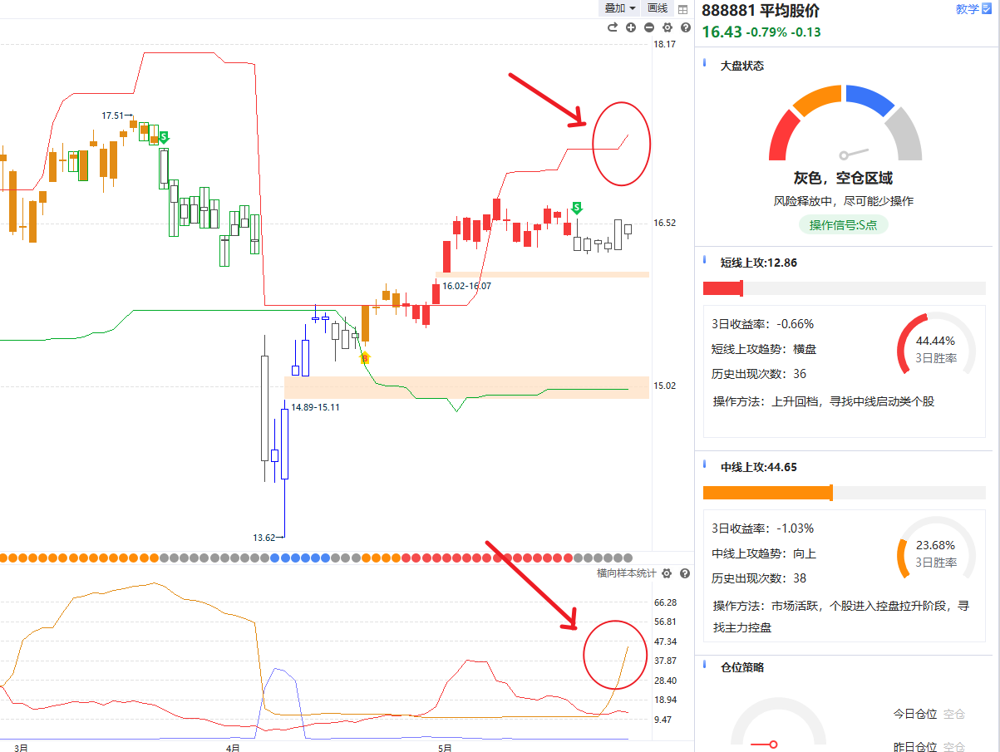 叠加 画线
18.17
17.51
S
S
16.52
16.02-16.07
B
15.02
14.89-15.11
13.62
横向样本统计
66.28
56.81
47.34
37.87
28.40
18.94
9.47
3月 4月 5月
888881 平均股价 教学
16.43 -0.79% -0.13
大盘状态
灰色，空仓区域
风险释放中，尽可能少操作
操作信号:S点
短线上攻:12.86
3日收益率：-0.66%
短线上攻趋势：横盘
历史出现次数：36
44.44%
3日胜率
操作方法：上升回档，寻找中线启动类个股
中线上攻:44.65
3日收益率：-1.03%
中线上攻趋势：向上
历史出现次数：38
23.68%
3日胜率
操作方法：市场活跃，个股进入控盘拉升阶段，寻
找主力控盘
仓位策略
今日仓位 空仓
昨日仓位 空仓